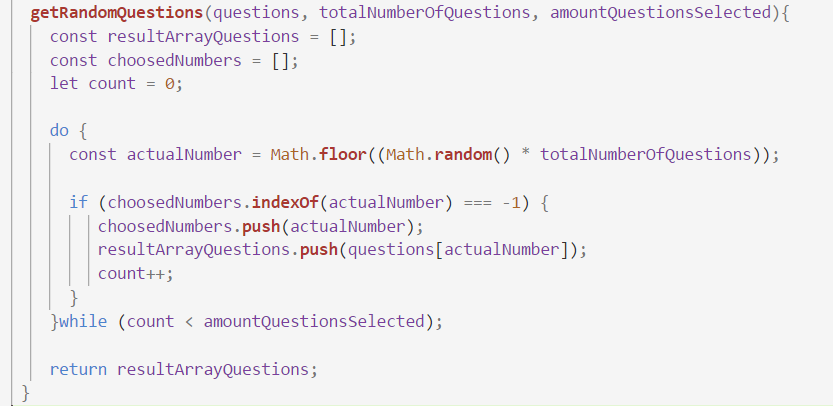 getRandomQuestions(questions, totalNumberOfQuestions, amountQuestionsSelected){
const resultArrayQuestions = [];
const choosedNumbers = [];
let count = 0;
do {
const actualNumber = Math.floor((Math.random() * totalNumberOfQuestions));
if (choosedNumbers.indexOf(actualNumber) === -1) {
choosedNumbers.push(actualNumber);
resultArrayQuestions.push(questions[actualNumber]);
count++;
}
}while (count < amountQuestionsSelected);
return resultArrayQuestions;
}